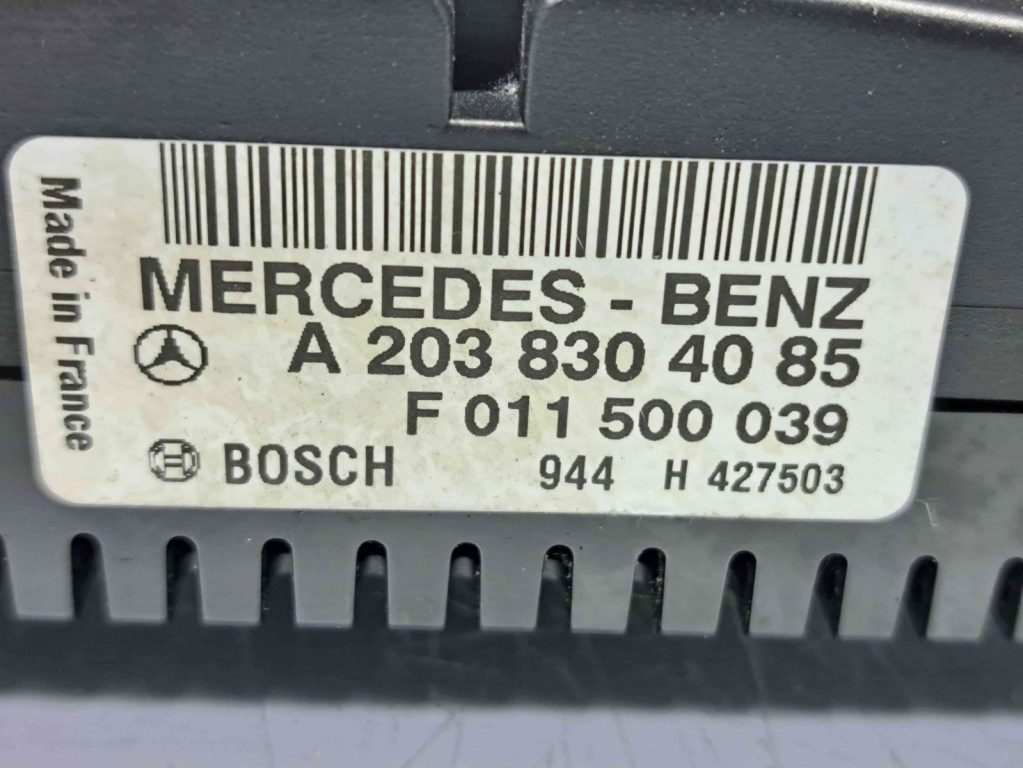 Made in France
MERCEDES - BENZ
A 203 830 40 85
F 011 500 039
BOSCH 944 H 427503